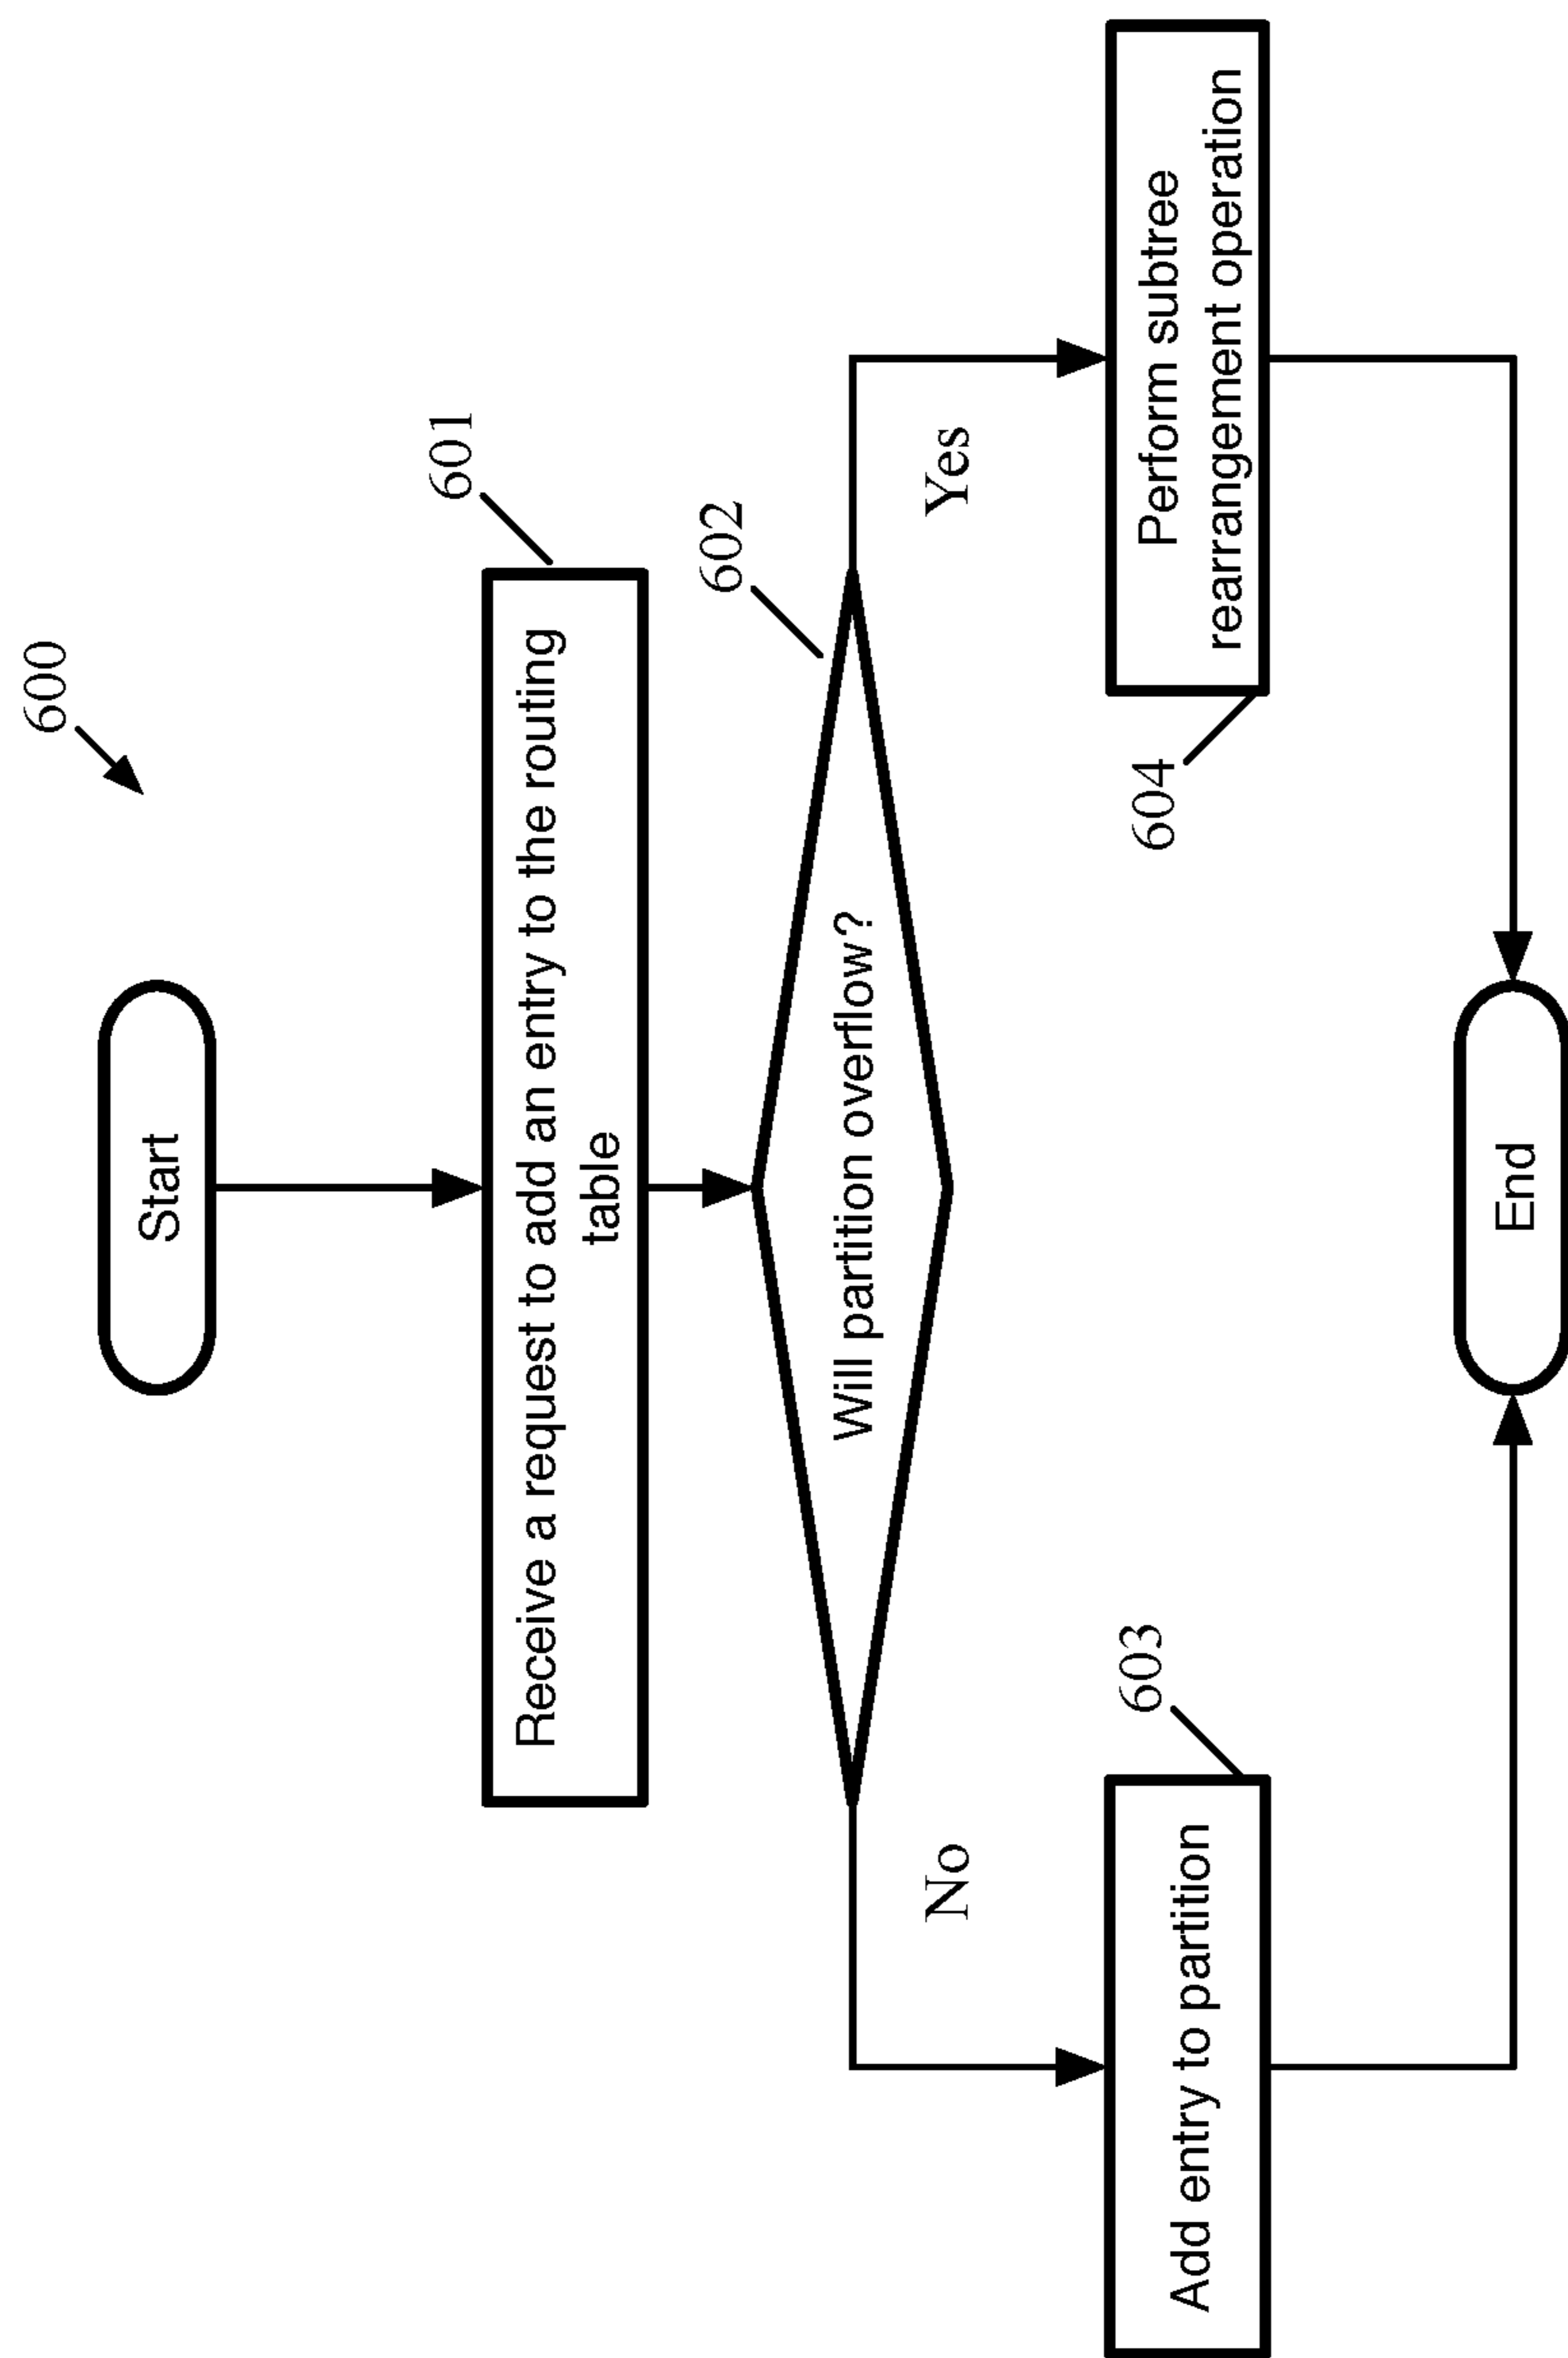 600
Start
601
Receive a request to add an entry to the routing
table
602
Will partition overflow?
No
Yes
603
Add entry to partition
604
Perform subtree
rearrangement operation
End